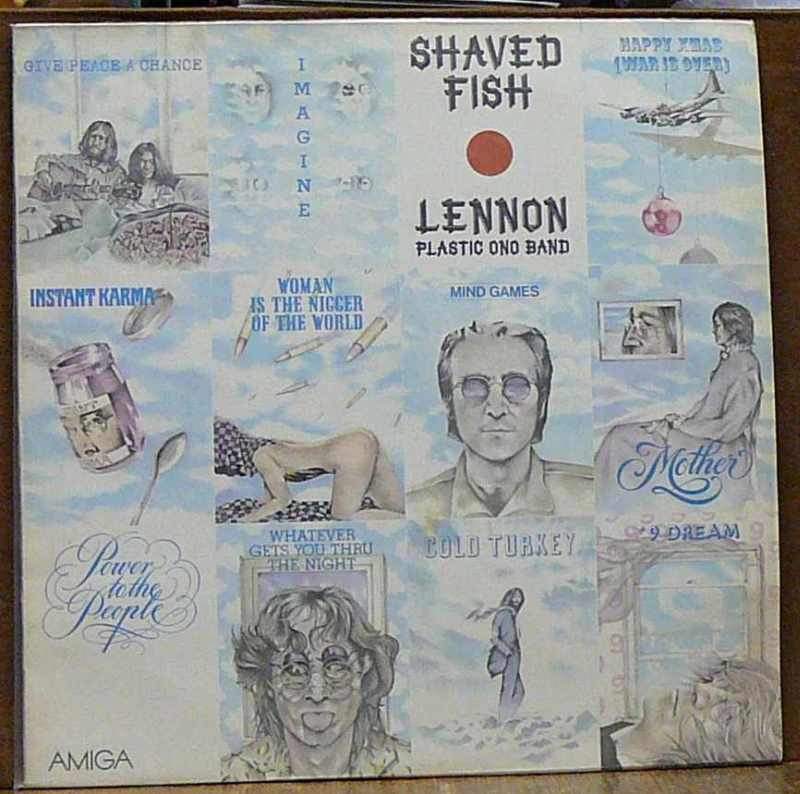 GIVE PEACE A CHANCE
IMAGINE
SHAVED
FISH
LENNON
PLASTIC ONO BAND
HAPPY XMAS
(WAR IS OVER)
INSTANT KARMA
WOMAN
IS THE NIGGER
OF THE WORLD
MIND GAMES
Mother
Power
to the
People
WHATEVER
GETS YOU THRU
THE NIGHT
COLD TURKEY
#9 DREAM
AMIGA